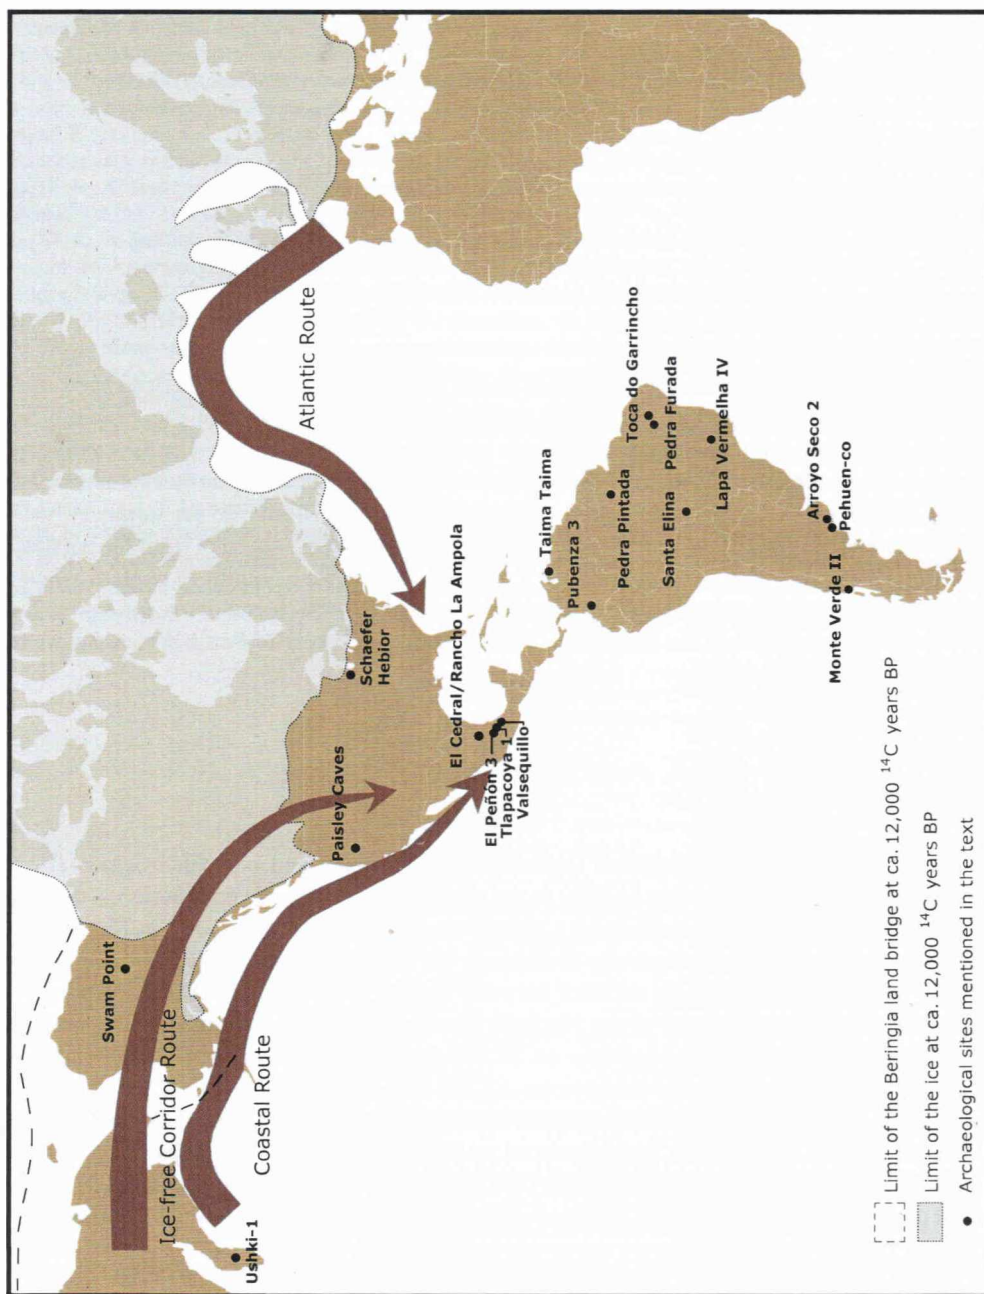 Swam Point
Ice-free Corridor Route
Coastal Route
Ushki-1
Paisley Caves
Schaefer
Hebior
Atlantic Route
El Cedral/Rancho La Ampola
El Peñón 3
Tlapacoya 1
Valsequillo
Taima Taima
Pubenza 3
Pedra Pintada
Toca do Garrincho
Pedra Furada
Santa Elina
Lapa Vermelha IV
Arroyo Seco 2
Pehuen-co
Monte Verde II
Limit of the Beringia land bridge at ca. 12,000 ¹⁴C years BP
Limit of the ice at ca. 12,000 ¹⁴C years BP
Archaeological sites mentioned in the text